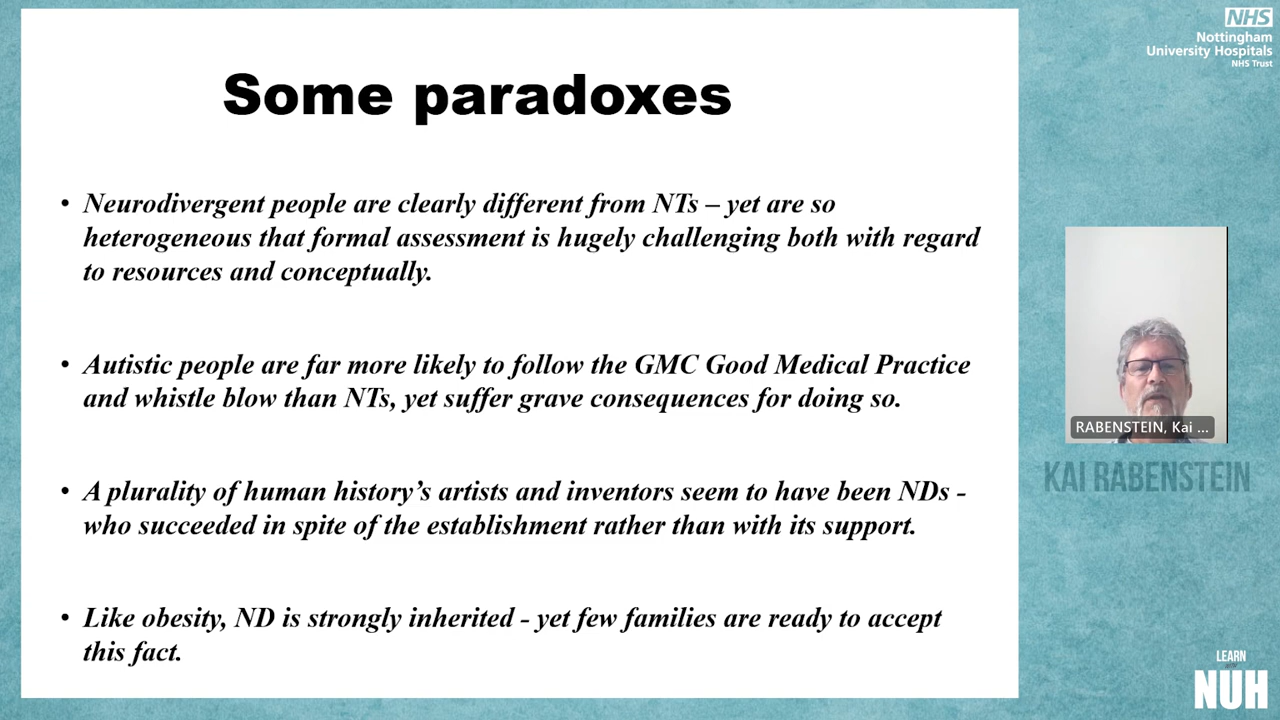 Some paradoxes
• Neurodivergent people are clearly different from NTs – yet are so
heterogeneous that formal assessment is hugely challenging both with regard
to resources and conceptually.
• Autistic people are far more likely to follow the GMC Good Medical Practice
and whistle blow than NTs, yet suffer grave consequences for doing so.
• A plurality of human history’s artists and inventors seem to have been NDs -
who succeeded in spite of the establishment rather than with its support.
• Like obesity, ND is strongly inherited - yet few families are ready to accept
this fact.
NHS
Nottingham
University Hospitals
NHS Trust
RABENSTEIN, Kai ...
KAI RABENSTEIN
LEARN
NUH